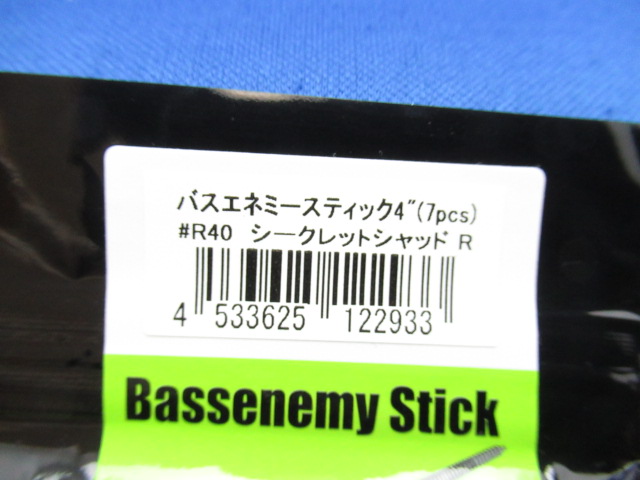 バスエネミースティック4"(7pcs)
#R40 シークレットシャッド R
4 533625 122933
Bassenemy Stick